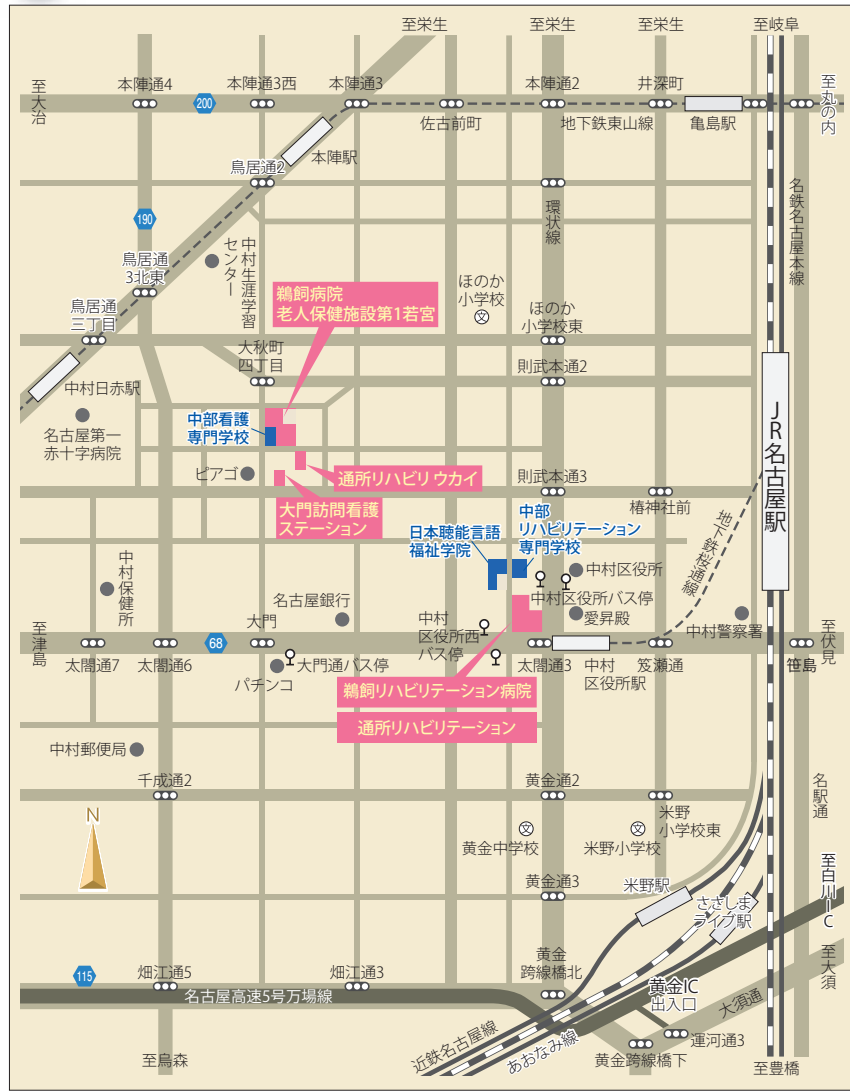 至栄生
至栄生
至栄生
至岐阜
至大治
本陣通4
200
本陣通3西
本陣通3
本陣通2
井深町
至丸の内
佐古前町
地下鉄東山線
亀島駅
本陣駅
鳥居通2
190
環状線
名鉄名古屋本線
鳥居通
3北東
中村生涯学習
センター
ほのか
小学校
文
鵜飼病院
老人保健施設第1若宮
鳥居通
三丁目
ほのか
小学校東
大秋町
四丁目
則武本通2
中村日赤駅
中部看護
専門学校
名古屋第一
赤十字病院
JR名古屋駅
ピアゴ
通所リハビリ ウカイ
則武本通3
椿神社前
地下鉄桜通線
大門訪問看護
ステーション
日本聴能言語
福祉学院
中部
リハビリテーション
専門学校
中村保健所
中村区役所
名古屋銀行
中村区役所バス停
愛昇殿
中村
区役所西
バス停
中村警察署
至津島
68
大門
至伏見
太閤通7
太閤通6
大門通バス停
太閤通3
中村
区役所駅
笈瀬通
笹島
パチンコ
鵜飼リハビリテーション病院
通所リハビリテーション
中村郵便局
千成通2
黄金通2
名駅通
N
米野
小学校東
文
文
黄金中学校
米野小学校
黄金通3
米野駅
ささしま
ライブ駅
至白川IC
115
畑江通5
畑江通3
黄金
跨線橋北
至大須
名古屋高速5号万場線
黄金IC
出入口
大須通
近鉄名古屋線
あおなみ線
運河通3
至烏森
黄金跨線橋下
至豊橋